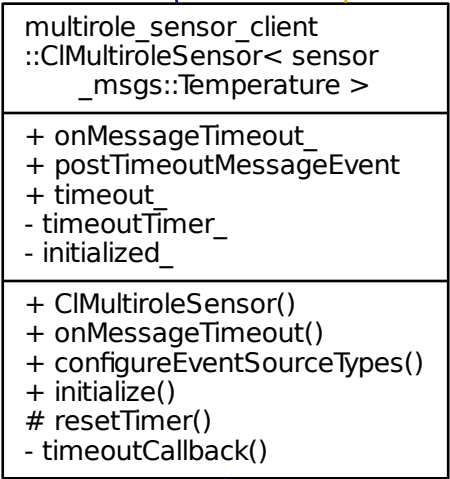 multirole_sensor_client
::ClMultiroleSensor< sensor
_msgs::Temperature >
+ onMessageTimeout_
+ postTimeoutMessageEvent
+ timeout_
- timeoutTimer_
- initialized_
+ ClMultiroleSensor()
+ onMessageTimeout()
+ configureEventSourceTypes()
+ initialize()
# resetTimer()
- timeoutCallback()